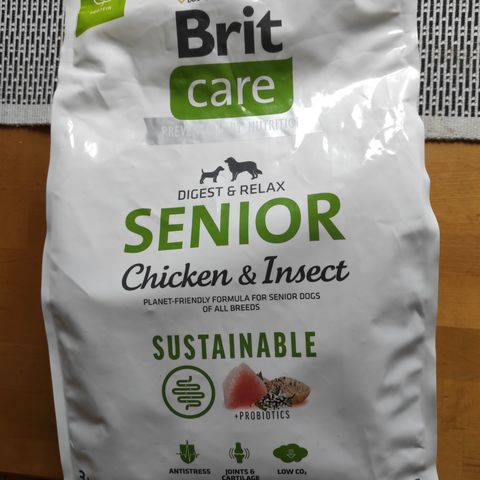 Brit
care
DIGEST & RELAX
SENIOR
Chicken & Insect
PLANET-FRIENDLY FORMULA FOR SENIOR DOGS
OF ALL BREEDS
SUSTAINABLE
+PROBIOTICS
ANTISTRESS
JOINTS &
CARTILAGE
LOW CO₂